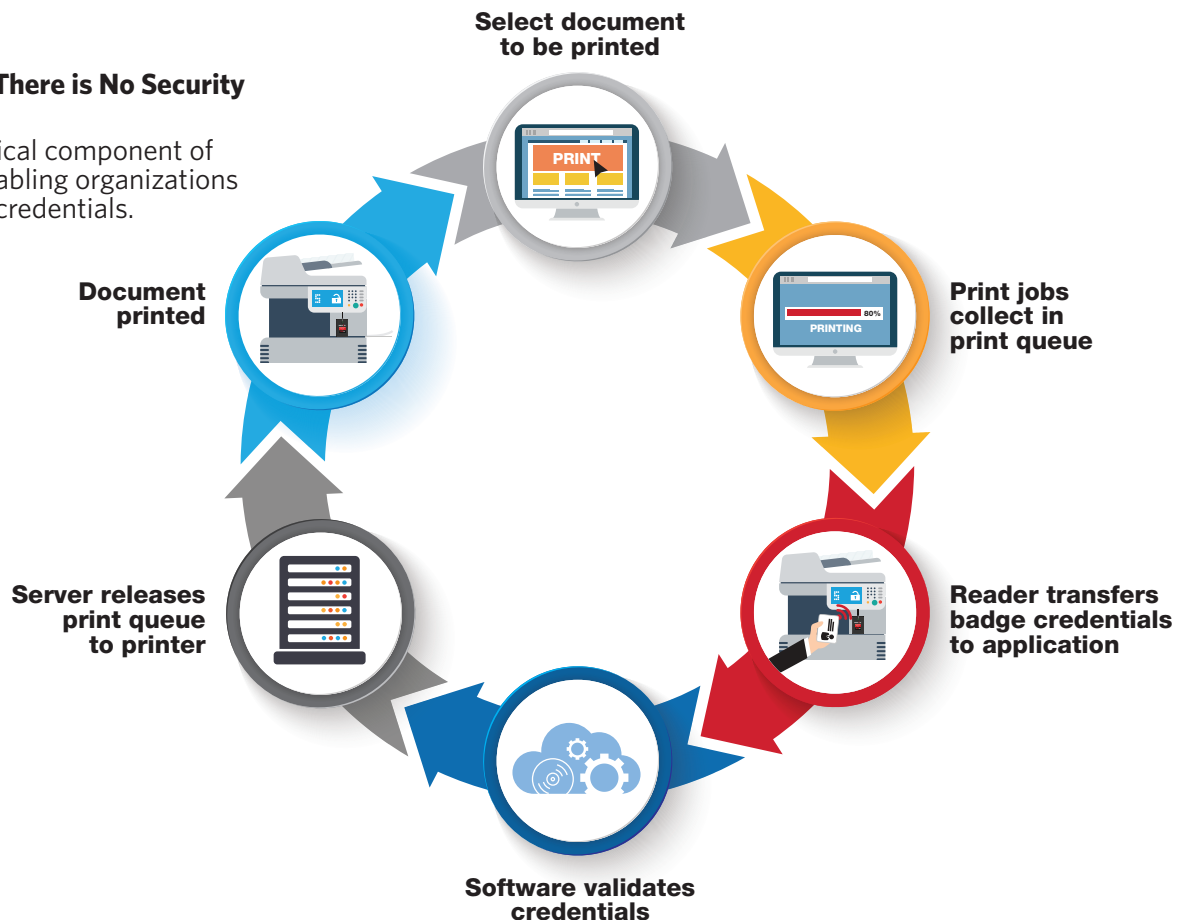 Select document
to be printed
There is No Security
ical component of
abling organizations
credentials.
PRINT
Document
printed
80%
PRINTING
Print jobs
collect in
print queue
Server releases
print queue
to printer
Reader transfers
badge credentials
to application
Software validates
credentials